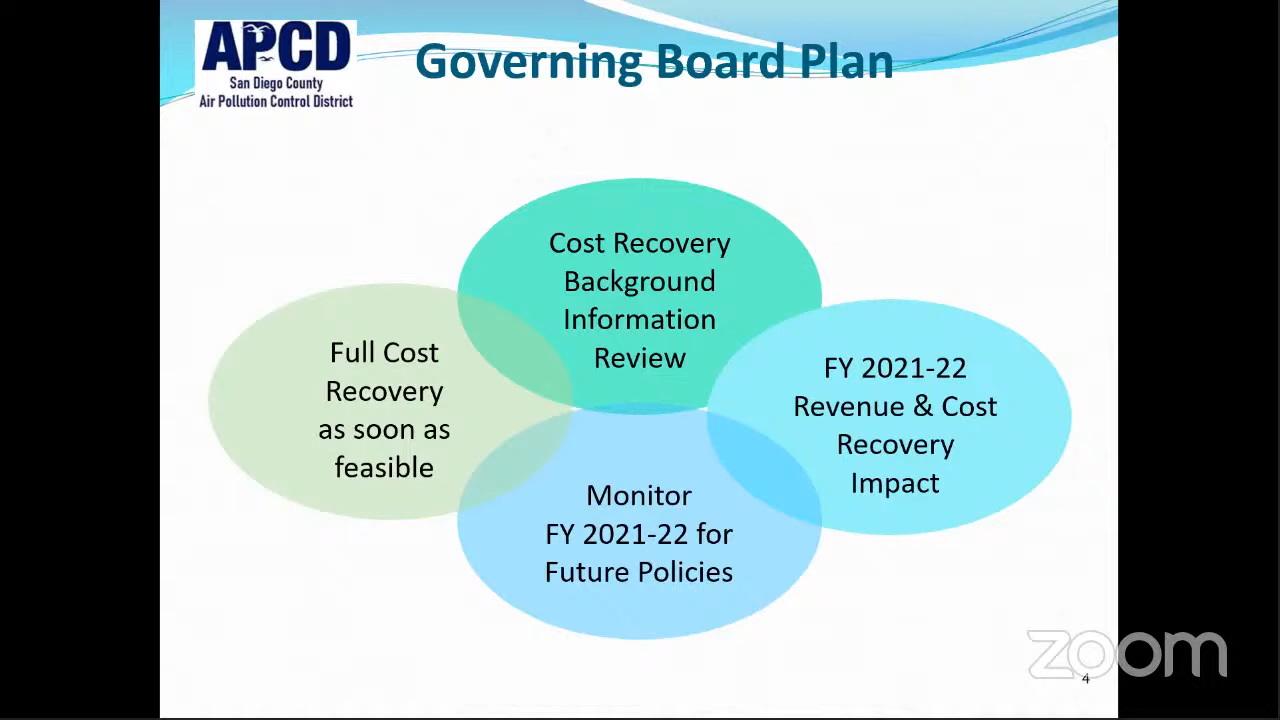 APCD
San Diego County
Air Pollution Control District
Governing Board Plan
Cost Recovery
Background
Information
Review
Full Cost
Recovery
as soon as
feasible
FY 2021-22
Revenue & Cost
Recovery
Impact
Monitor
FY 2021-22 for
Future Policies
zoom
4